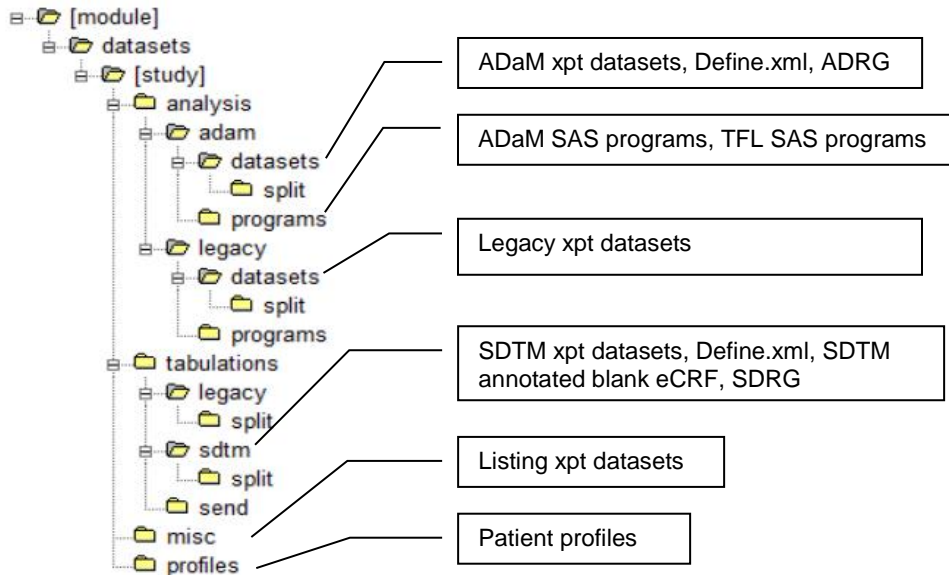 [module]
datasets
[study]
analysis
adam
datasets
split
programs
legacy
datasets
split
programs
tabulations
legacy
split
sdtm
split
send
misc
profiles
ADaM xpt datasets, Define.xml, ADRG
ADaM SAS programs, TFL SAS programs
Legacy xpt datasets
SDTM xpt datasets, Define.xml, SDTM
annotated blank eCRF, SDRG
Listing xpt datasets
Patient profiles